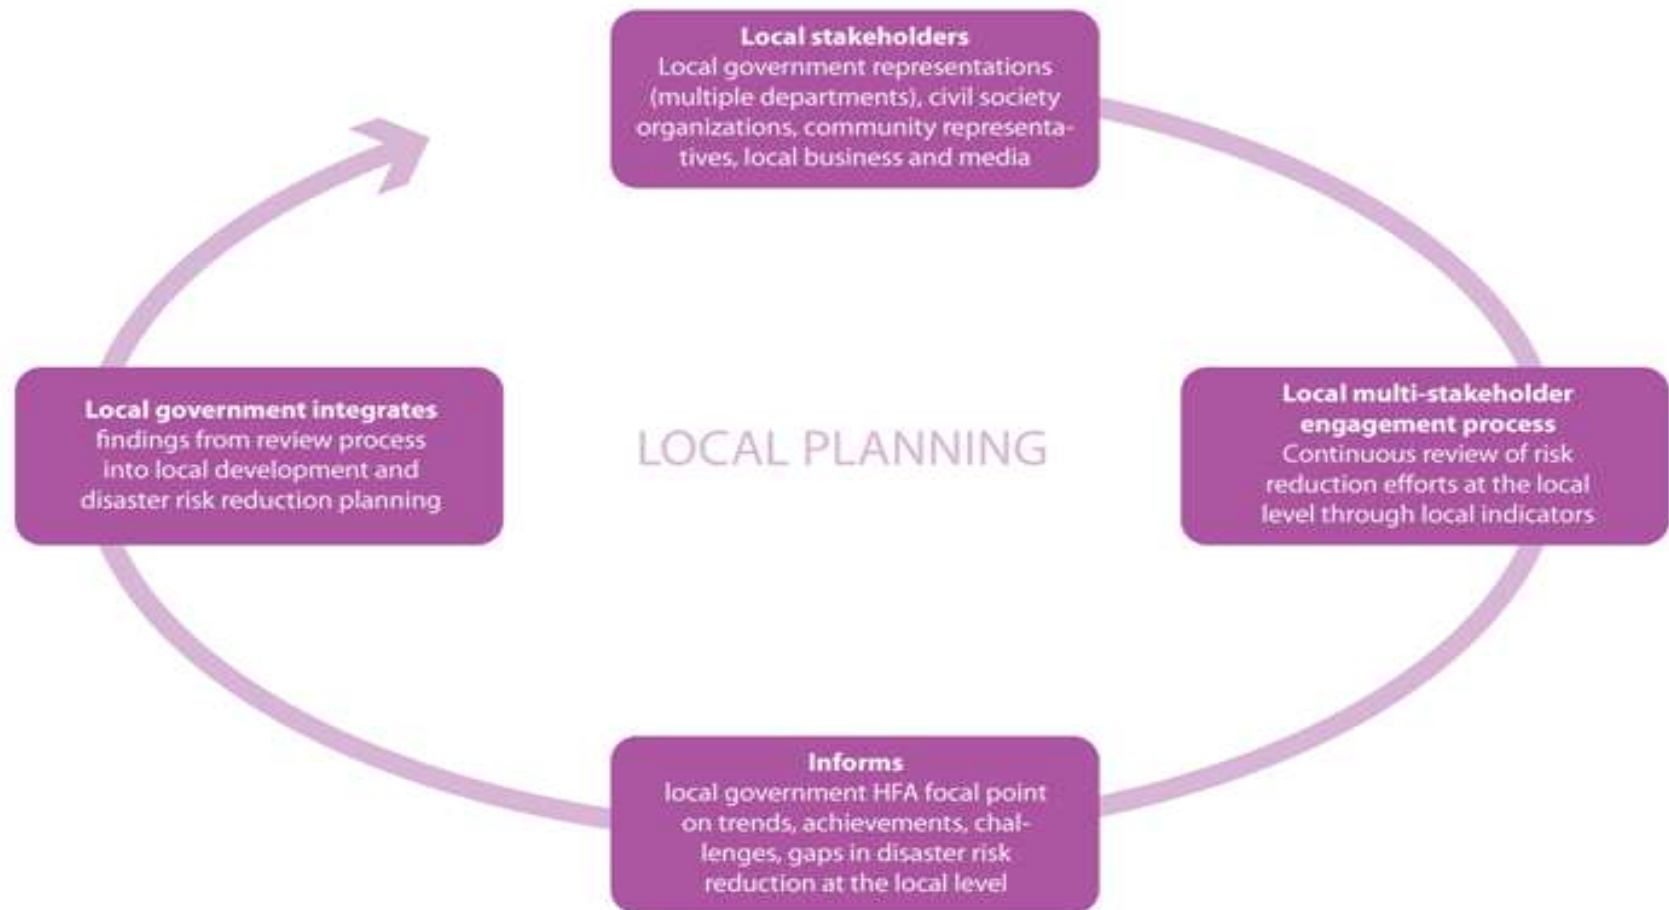 Local stakeholders
Local government representations
(multiple departments), civil society
organizations, community representa-
tives, local business and media
Local government integrates
findings from review process
into local development and
disaster risk reduction planning
LOCAL PLANNING
Local multi-stakeholder
engagement process
Continuous review of risk
reduction efforts at the local
level through local indicators
Informs
local government HFA focal point
on trends, achievements, chal-
lenges, gaps in disaster risk
reduction at the local level